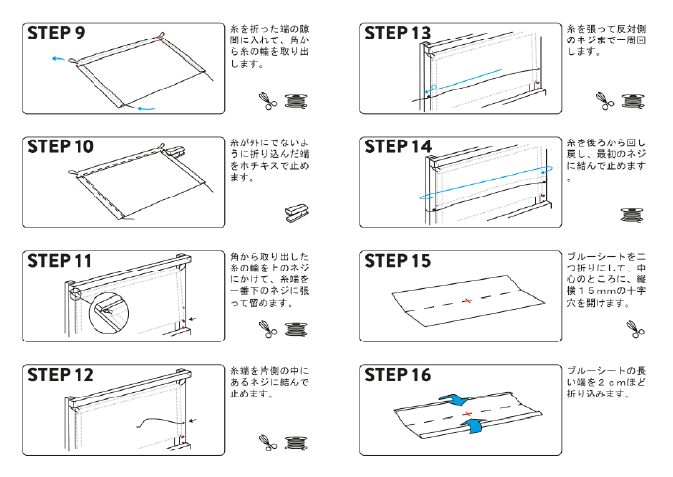 STEP 9
糸を折った端の隙
間に入れて、角か
ら糸の輪を取り出
します。
STEP 10
糸が外にでないよ
うに折り込んだ端
をホチキスで止め
ます。
STEP 11
角から取り出した
糸の輪を上のネジ
にかけて、糸端を
一番下のネジに張
って留めます。
STEP 12
糸端を片側の中に
あるネジに結んで
止めます。
STEP 13
糸を張って反対側
のネジまで一周回
します。
STEP 14
糸を後ろから回し
戻し、最初のネジ
に結んで止めます
。
STEP 15
ブルーシートを二
つ折りにして、中
心のところに、縦
横１５ｍｍの十字
穴を開けます。
STEP 16
ブルーシートの長
い端を２ｃｍほど
折り込みます。